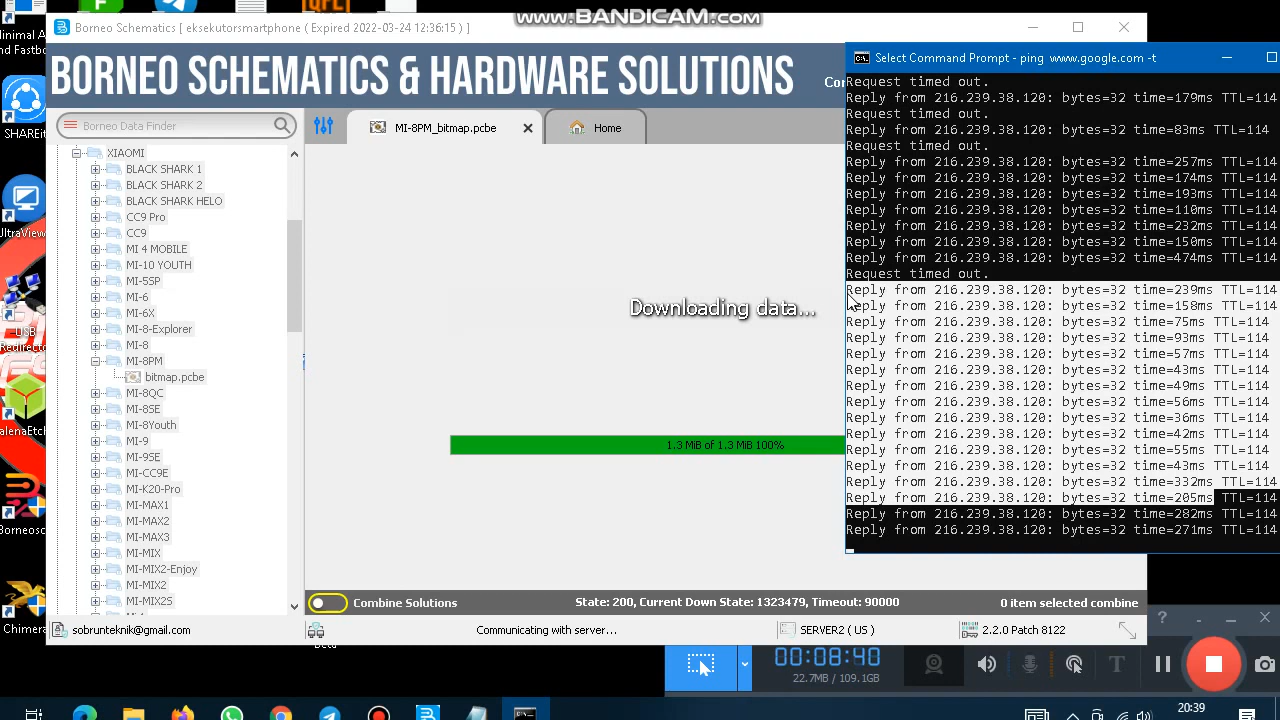 www.BANDICAM.com
Minimal A
and Fastbo
SHAREit
UltraView
USB
Redirecto
alenaEtch
Borneosc
Chimera
Beta
Borneo Schematics [ eksekutorsmartphone ( Expired 2022-03-24 12:36:15 ) ]
BORNEO SCHEMATICS & HARDWARE SOLUTIONS
Co
Borneo Data Finder
MI-8PM_bitmap.pcbe
Home
XIAOMI
BLACK SHARK 1
BLACK SHARK 2
BLACK SHARK HELO
CC9 Pro
CC9
MI 4 MOBILE
MI-10 YOUTH
MI-5SP
MI-6
MI-6X
MI-8-Explorer
MI-8
MI-8PM
bitmap.pcbe
MI-8QC
MI-8SE
MI-8Youth
MI-9
MI-9SE
MI-CC9E
MI-K20-Pro
MI-MAX1
MI-MAX2
MI-MAX3
MI-MIX
MI-MIX2-Enjoy
MI-MIX2
MI-MIX2S
Downloading data...
1.3 MiB of 1.3 MiB 100%
Combine Solutions
State: 200, Current Down State: 1323479, Timeout: 90000
0 item selected combine
sobrunteknik@gmail.com
Communicating with server...
SERVER2 ( US )
2.2.0 Patch 8122
Select Command Prompt - ping www.google.com -t
Request timed out.
Reply from 216.239.38.120: bytes=32 time=179ms TTL=114
Request timed out.
Reply from 216.239.38.120: bytes=32 time=83ms TTL=114
Request timed out.
Reply from 216.239.38.120: bytes=32 time=257ms TTL=114
Reply from 216.239.38.120: bytes=32 time=174ms TTL=114
Reply from 216.239.38.120: bytes=32 time=193ms TTL=114
Reply from 216.239.38.120: bytes=32 time=110ms TTL=114
Reply from 216.239.38.120: bytes=32 time=232ms TTL=114
Reply from 216.239.38.120: bytes=32 time=150ms TTL=114
Reply from 216.239.38.120: bytes=32 time=474ms TTL=114
Request timed out.
Reply from 216.239.38.120: bytes=32 time=239ms TTL=114
Reply from 216.239.38.120: bytes=32 time=158ms TTL=114
Reply from 216.239.38.120: bytes=32 time=75ms TTL=114
Reply from 216.239.38.120: bytes=32 time=93ms TTL=114
Reply from 216.239.38.120: bytes=32 time=57ms TTL=114
Reply from 216.239.38.120: bytes=32 time=43ms TTL=114
Reply from 216.239.38.120: bytes=32 time=49ms TTL=114
Reply from 216.239.38.120: bytes=32 time=56ms TTL=114
Reply from 216.239.38.120: bytes=32 time=36ms TTL=114
Reply from 216.239.38.120: bytes=32 time=42ms TTL=114
Reply from 216.239.38.120: bytes=32 time=55ms TTL=114
Reply from 216.239.38.120: bytes=32 time=43ms TTL=114
Reply from 216.239.38.120: bytes=32 time=332ms TTL=114
Reply from 216.239.38.120: bytes=32 time=205ms TTL=114
Reply from 216.239.38.120: bytes=32 time=282ms TTL=114
Reply from 216.239.38.120: bytes=32 time=271ms TTL=114
00:08:40
22.7MB / 109.1GB
20:39